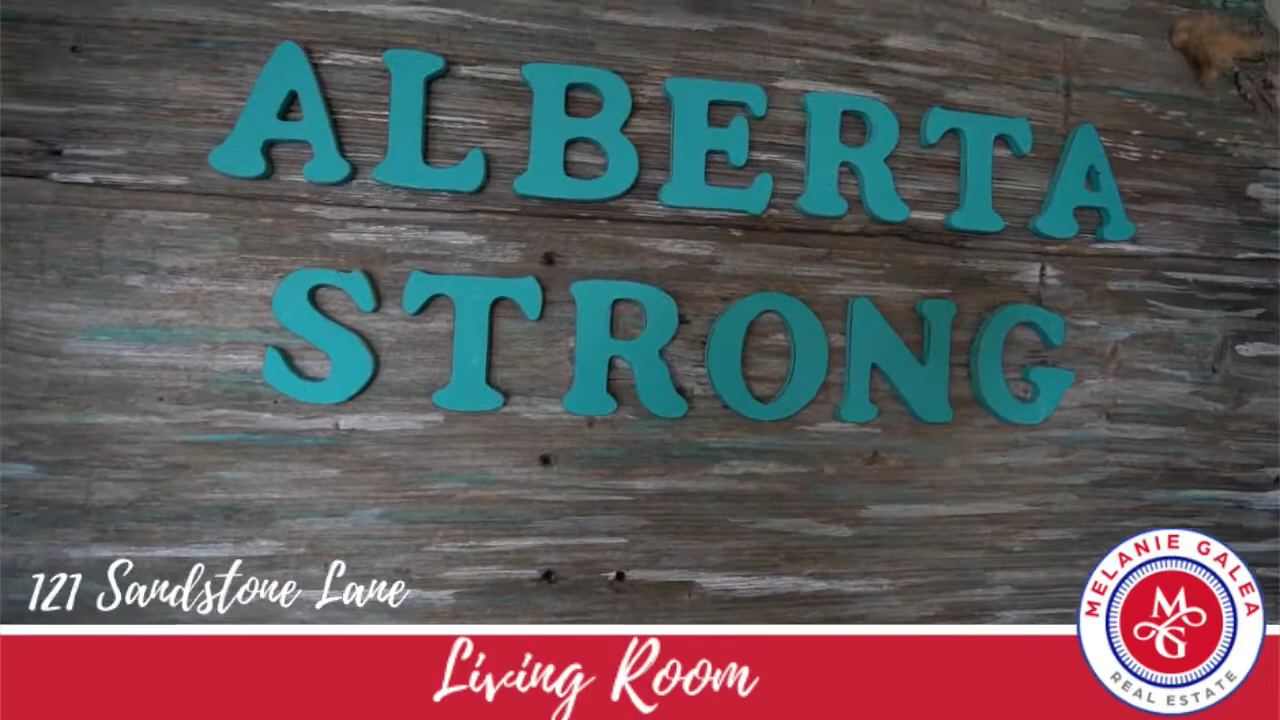 ALBERTA
STRONG
121 Sandstone Lane
Living Room
MELANIE GALEA
MG
REAL ESTATE